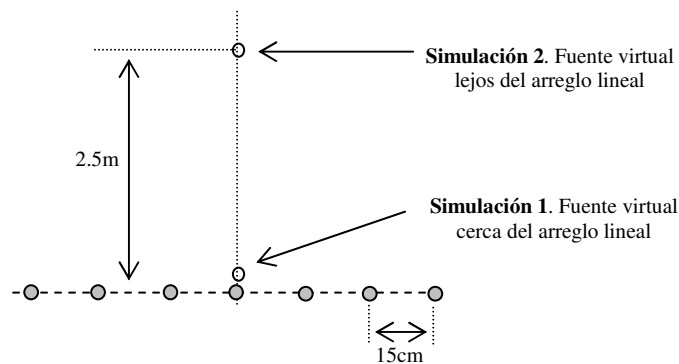 Simulación 2. Fuente virtual
lejos del arreglo lineal
2.5m
Simulación 1. Fuente virtual
cerca del arreglo lineal
15cm